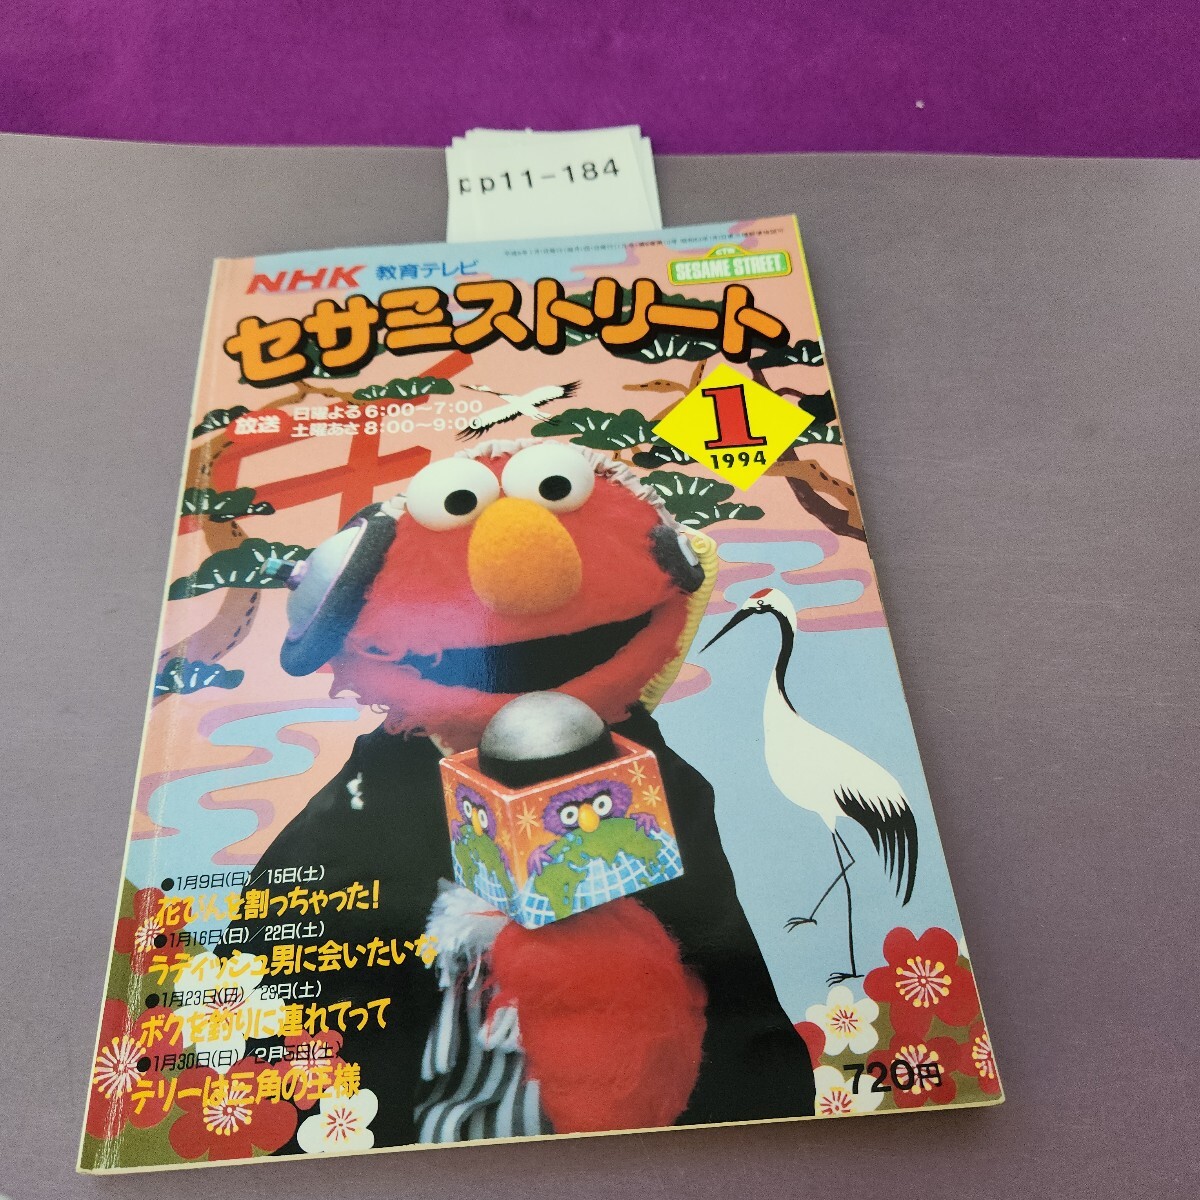 pp11-184
NHK 教育テレビ
CTW
SESAME STREET
セサミストリート
放送 日曜よる6:00〜7:00
土曜あさ8:00〜9:00
1
1994
●1月9日(日)/15日(土)
花びんを割っちゃった!
●1月16日(日)/22日(土)
ラディッシュ男に会いたいな
●1月23日(日)/29日(土)
ボクを釣りに連れてって
●1月30日(日)/2月5日(土)
テリーは三角の王様
720円